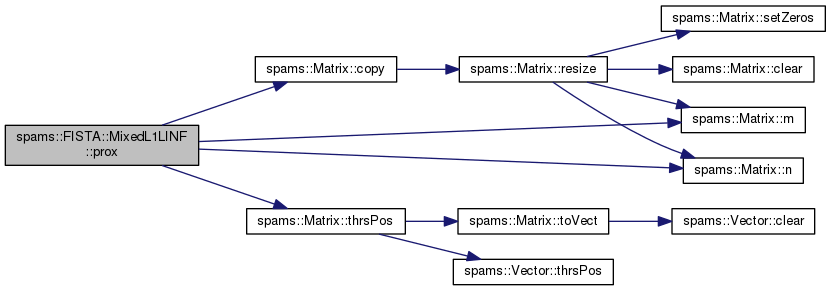 spams::Matrix::setZeros
spams::Matrix::copy
spams::Matrix::resize
spams::Matrix::clear
spams::Matrix::m
spams::FISTA::MixedL1LINF
::prox
spams::Matrix::n
spams::Matrix::thrsPos
spams::Matrix::toVect
spams::Vector::clear
spams::Vector::thrsPos